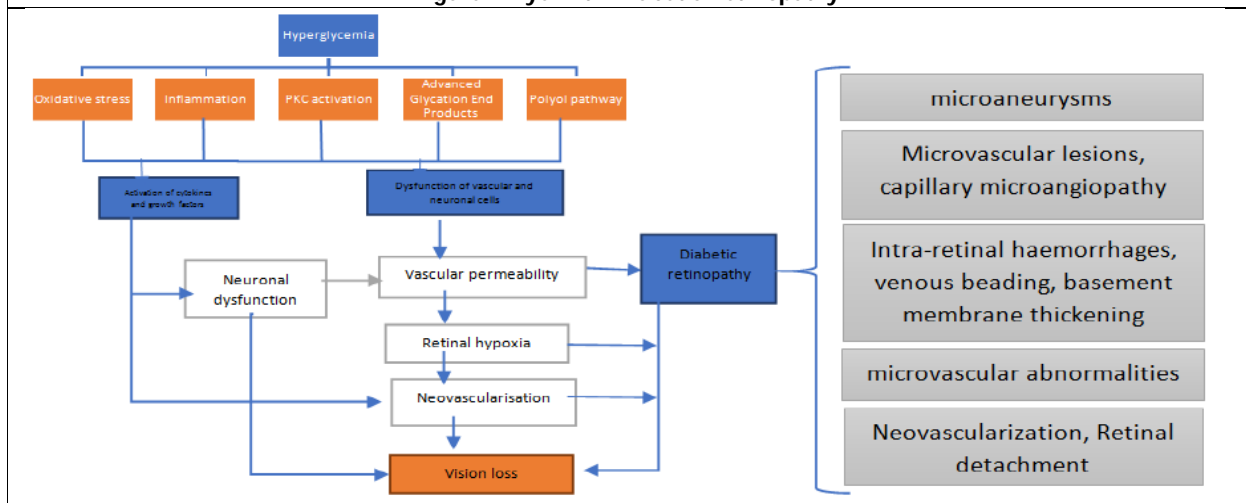 Hyperglycemia
Oxidative stress
Inflammation
PKC activation
Advanced
Glycation End
Products
Polyol pathway
Activation of cytokines
and growth factors
Dysfunction of vascular and
neuronal cells
Neuronal
dysfunction
Vascular permeability
Retinal hypoxia
Neovascularisation
Vision loss
Diabetic
retinopathy
microaneurysms
Microvascular lesions,
capillary microangiopathy
Intra-retinal haemorrhages,
venous beading, basement
membrane thickening
microvascular abnormalities
Neovascularization, Retinal
detachment